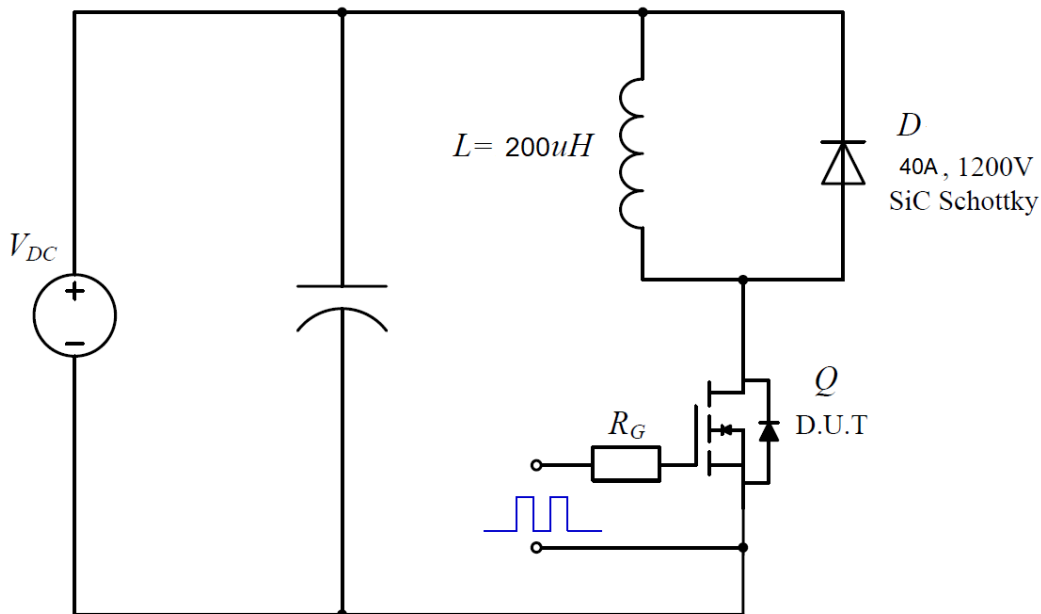 L= 200uH
D
40A , 1200V
SiC Schottky
V_DC
+
−
Q
D.U.T
R_G